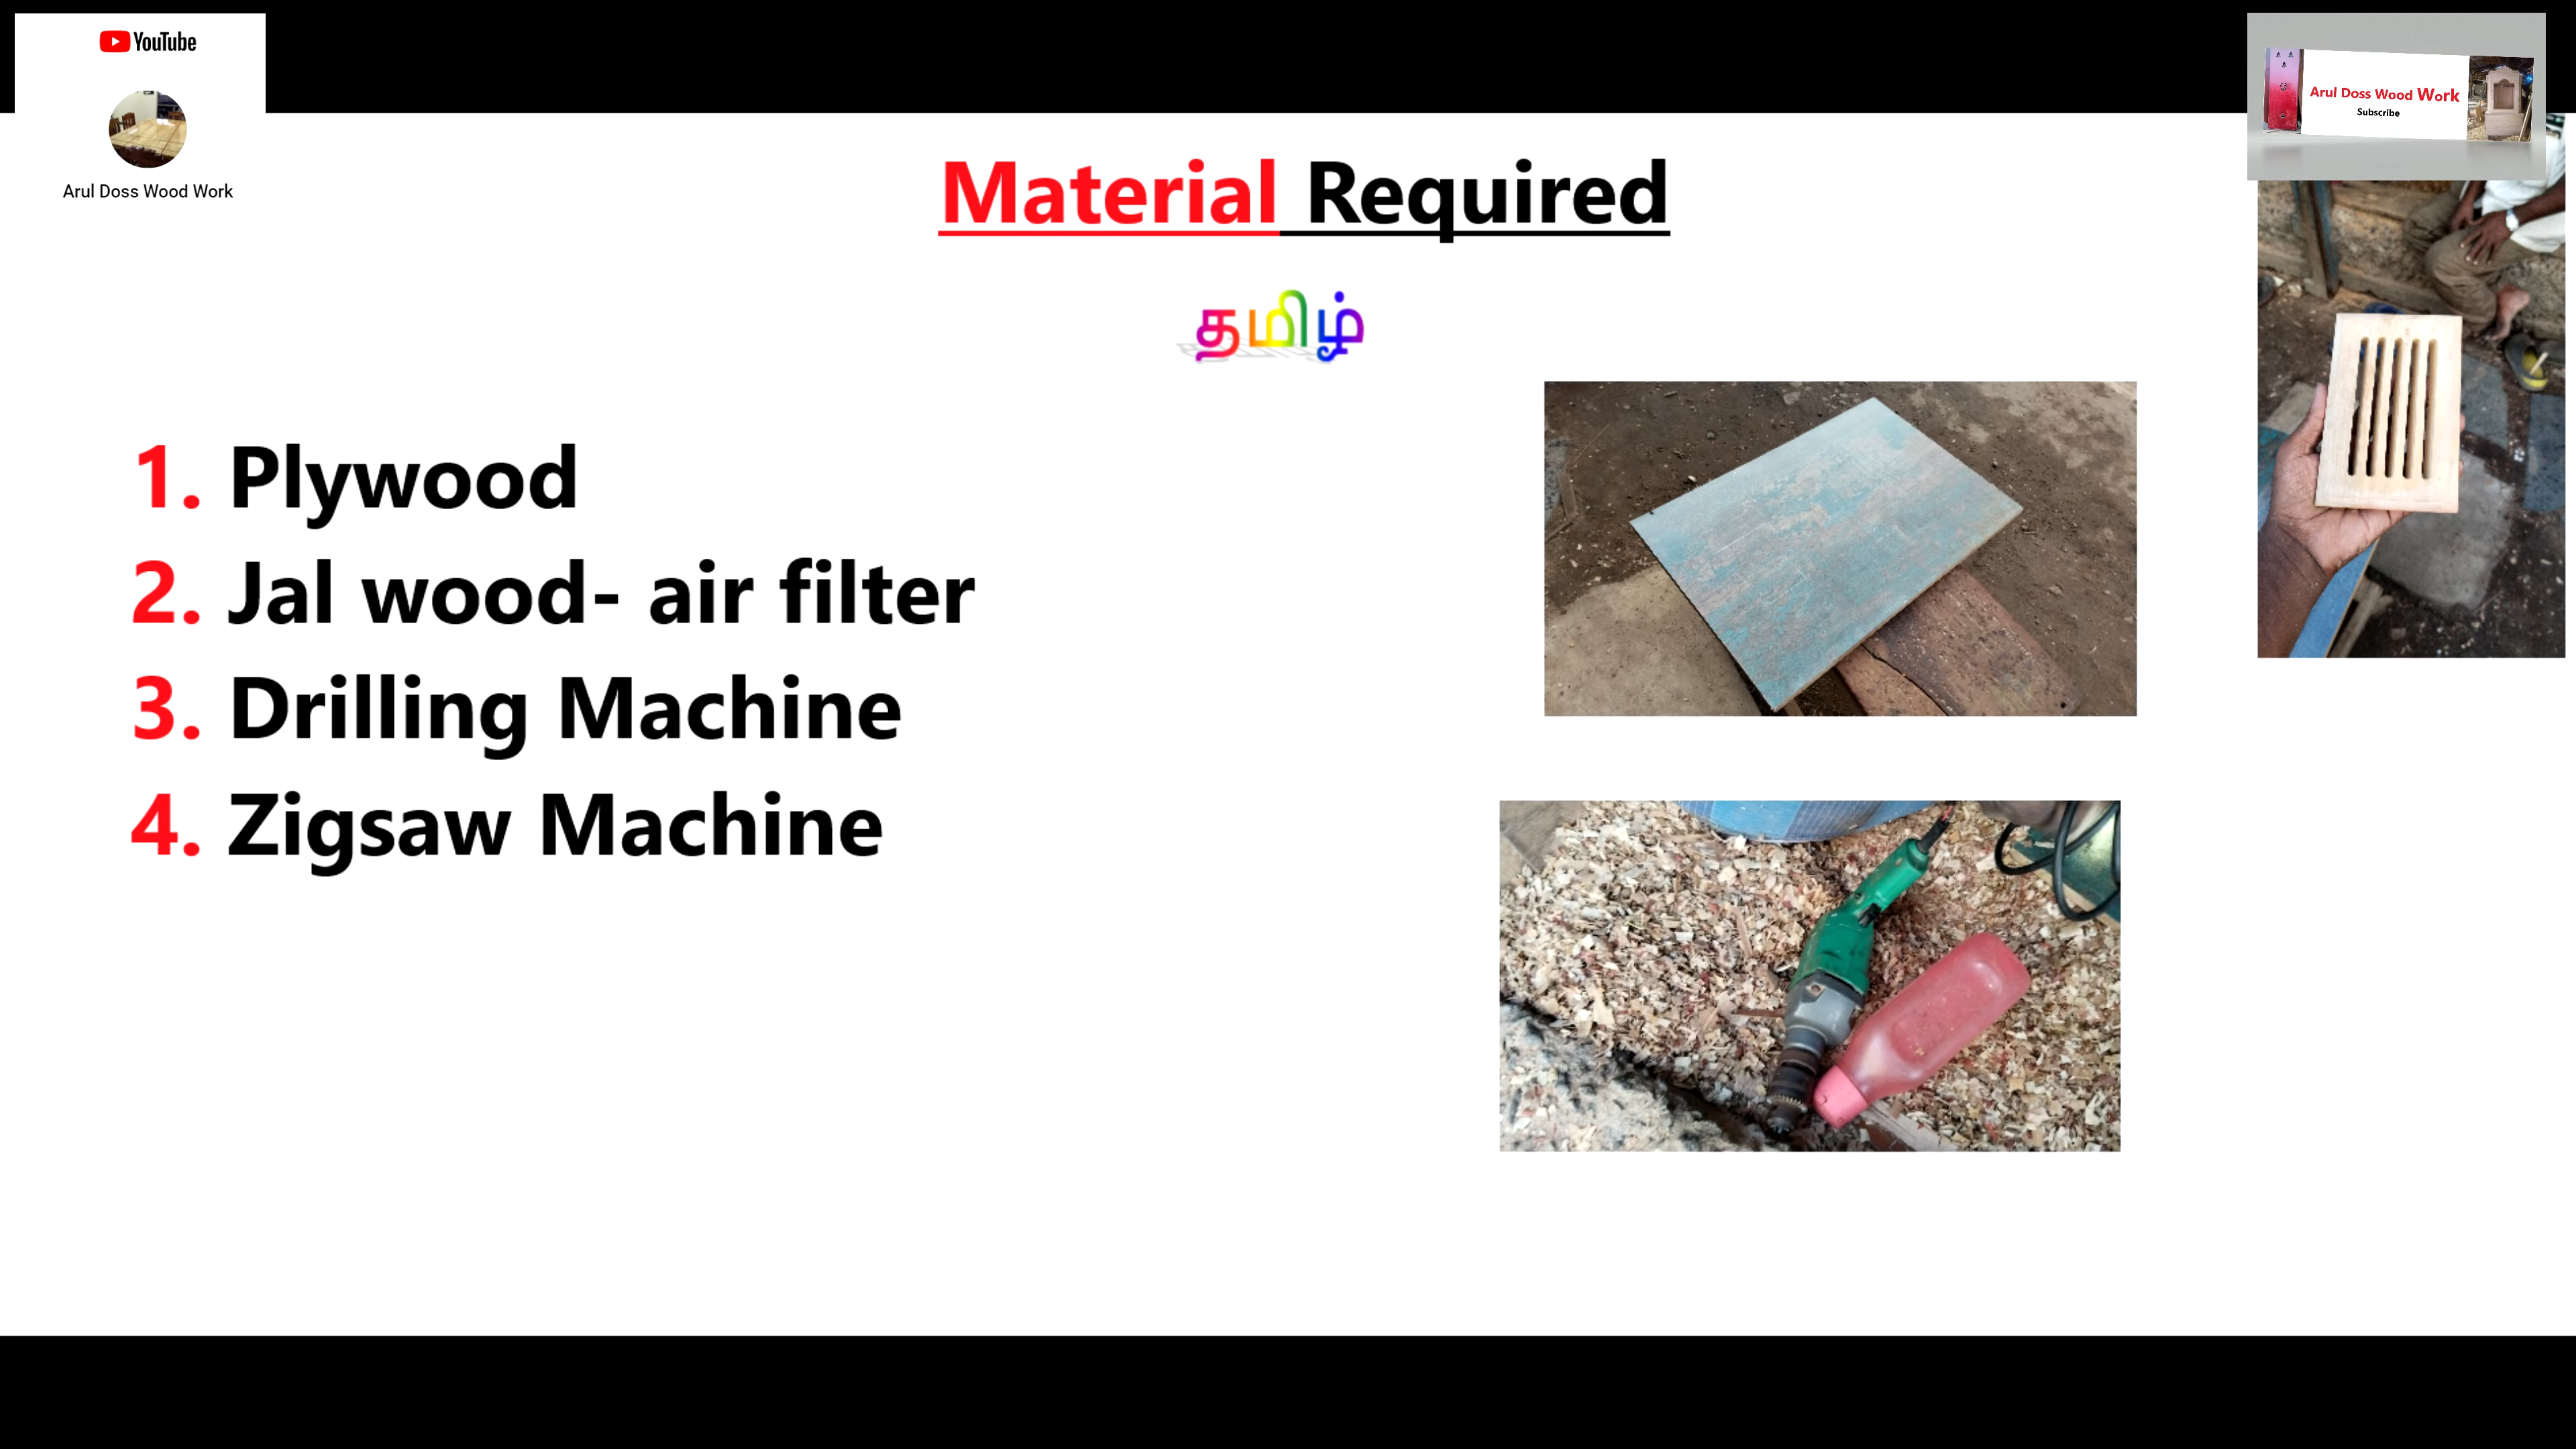 YouTube
Arul Doss Wood Work
Arul Doss Wood Work
Subscribe
Material Required
தமிழ்
1. Plywood
2. Jal wood- air filter
3. Drilling Machine
4. Zigsaw Machine